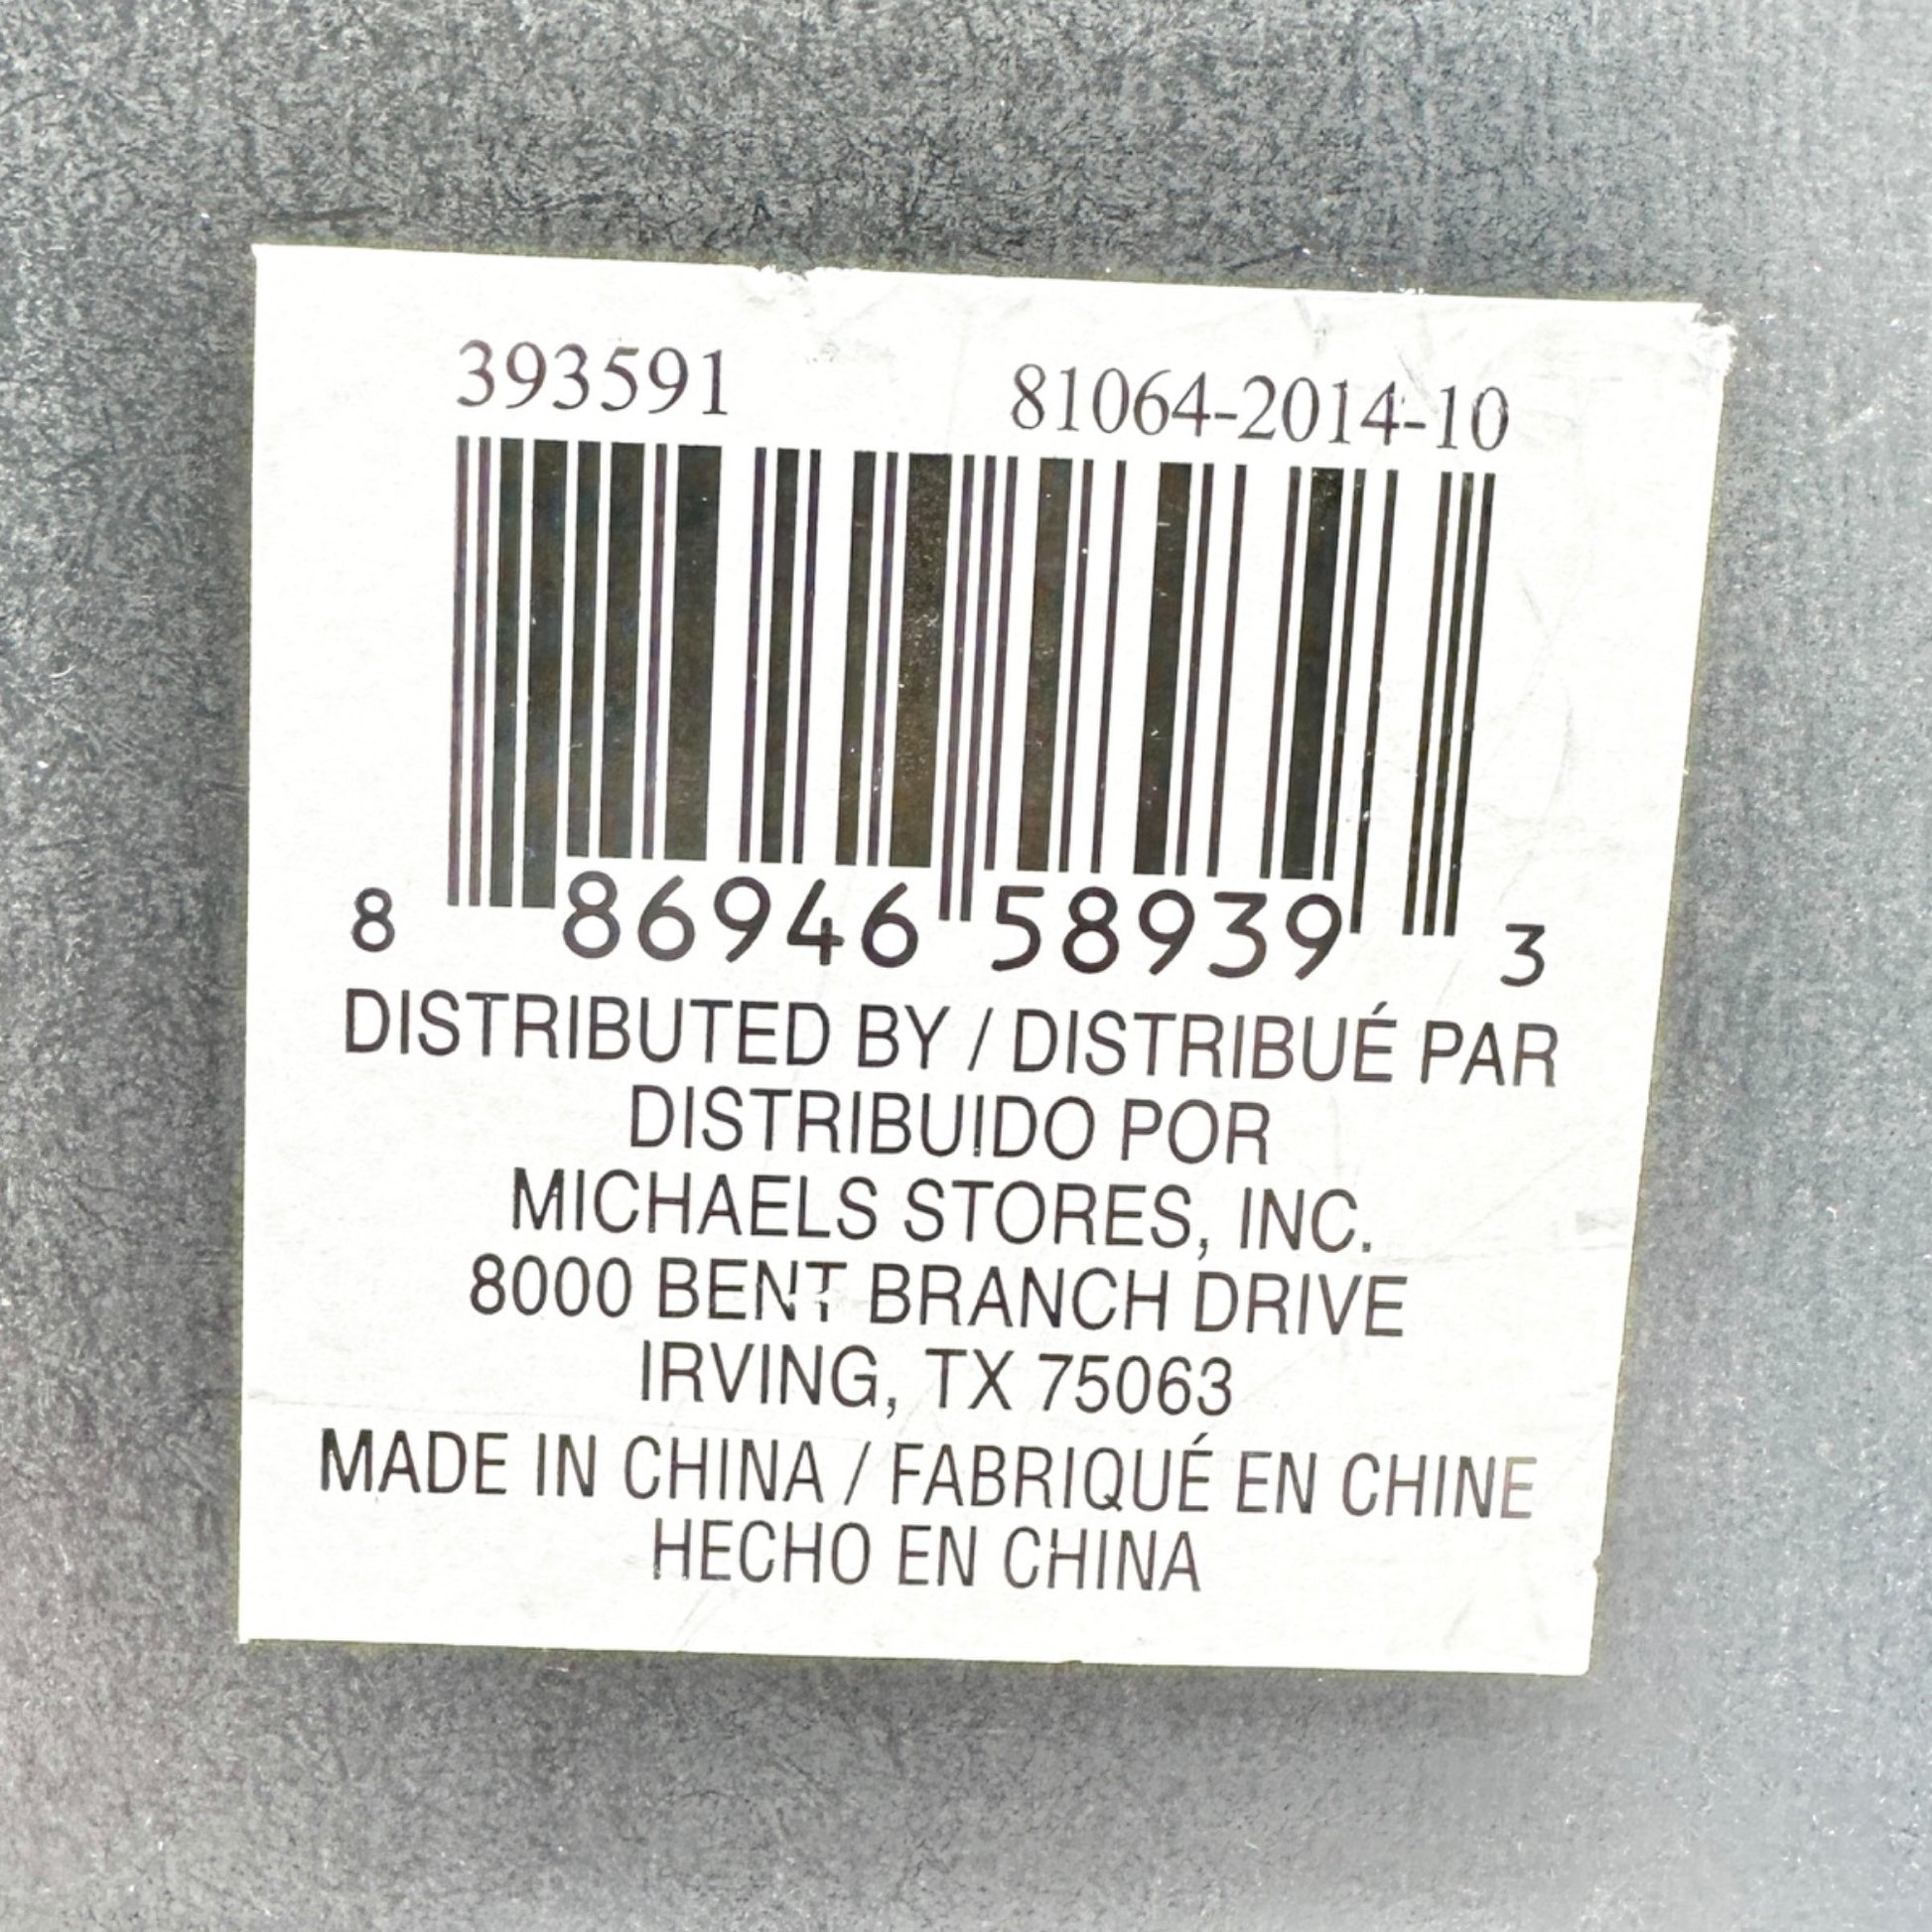 393591 81064-2014-10
8 86946 58939 3
DISTRIBUTED BY / DISTRIBUÉ PAR
DISTRIBUIDO POR
MICHAELS STORES, INC.
8000 BENT BRANCH DRIVE
IRVING, TX 75063
MADE IN CHINA / FABRIQUÉ EN CHINE
HECHO EN CHINA